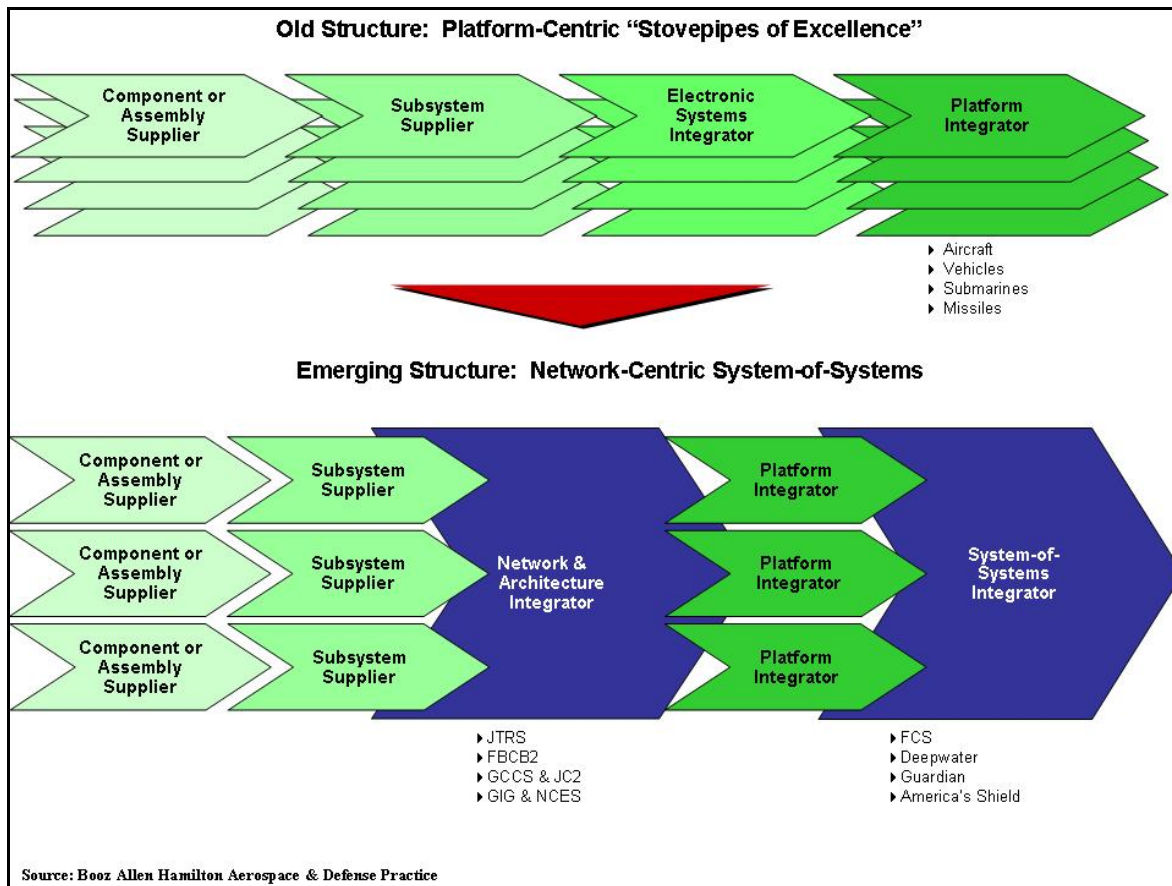 Old Structure:  Platform-Centric “Stovepipes of Excellence”
Component or
Assembly
Supplier
Subsystem
Supplier
Electronic
Systems
Integrator
Platform
Integrator
Aircraft
Vehicles
Submarines
Missiles
Emerging Structure:  Network-Centric System-of-Systems
Component or
Assembly
Supplier
Subsystem
Supplier
Platform
Integrator
Component or
Assembly
Supplier
Subsystem
Supplier
Network &
Architecture
Integrator
Platform
Integrator
System-of-
Systems
Integrator
Component or
Assembly
Supplier
Subsystem
Supplier
Platform
Integrator
JTRS
FBCB2
GCCS & JC2
GIG & NCES
FCS
Deepwater
Guardian
America's Shield
Source: Booz Allen Hamilton Aerospace & Defense Practice